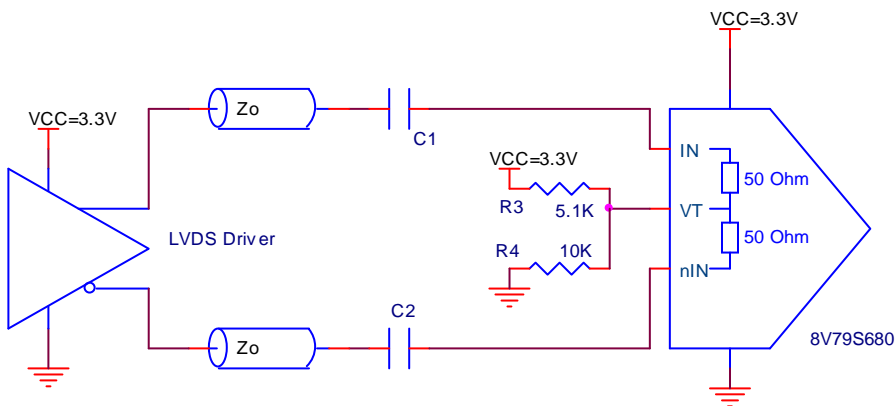 VCC=3.3V
Zo
C1
VCC=3.3V
LVDS Driver
VCC=3.3V
R3
5.1K
R4
10K
IN
50 Ohm
VT
50 Ohm
nIN
C2
Zo
8V79S680